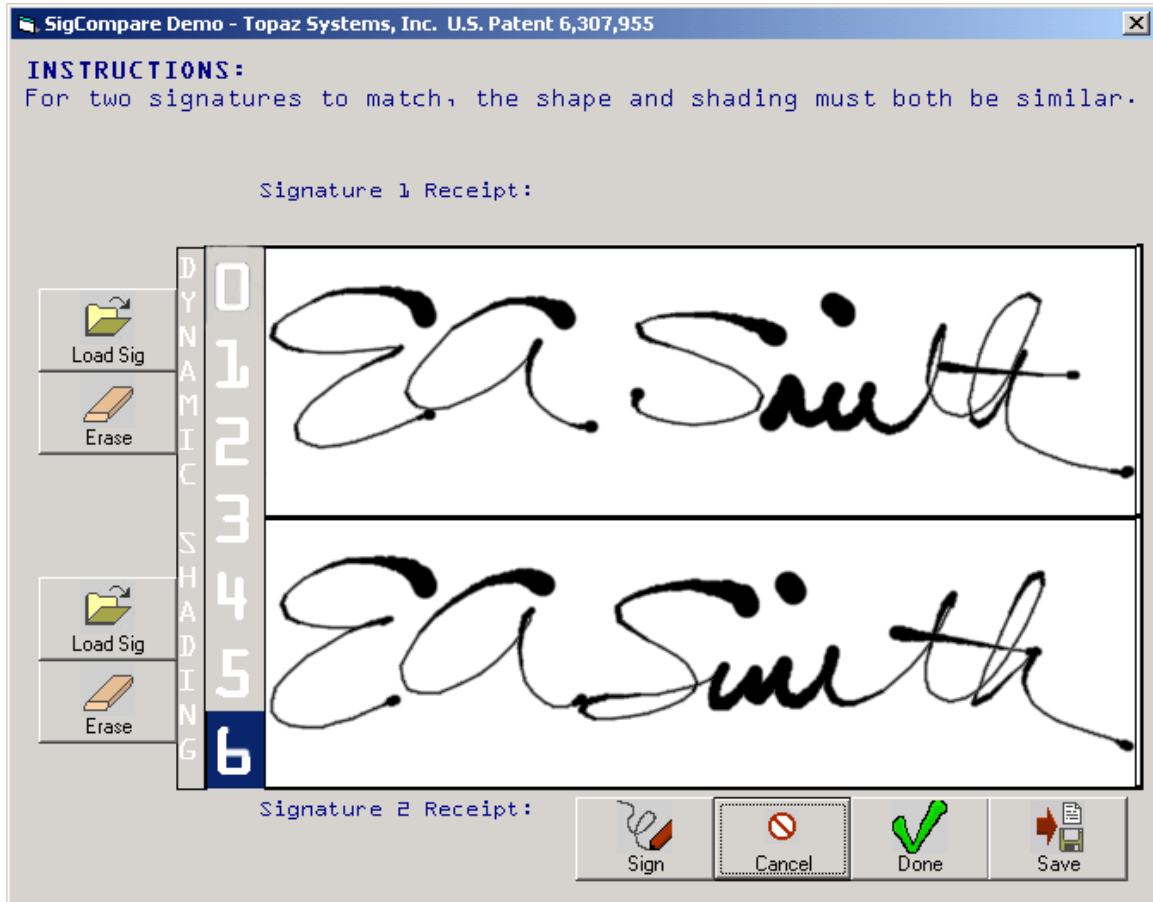 SigCompare Demo - Topaz Systems, Inc. U.S. Patent 6,307,955
INSTRUCTIONS:
For two signatures to match, the shape and shading must both be similar.
Signature 1 Receipt:
DYNAMIC SHADING
0
1
2
3
4
5
6
Load Sig
Erase
EA Smith
Load Sig
Erase
EA Smith
Signature 2 Receipt:
Sign
Cancel
Done
Save